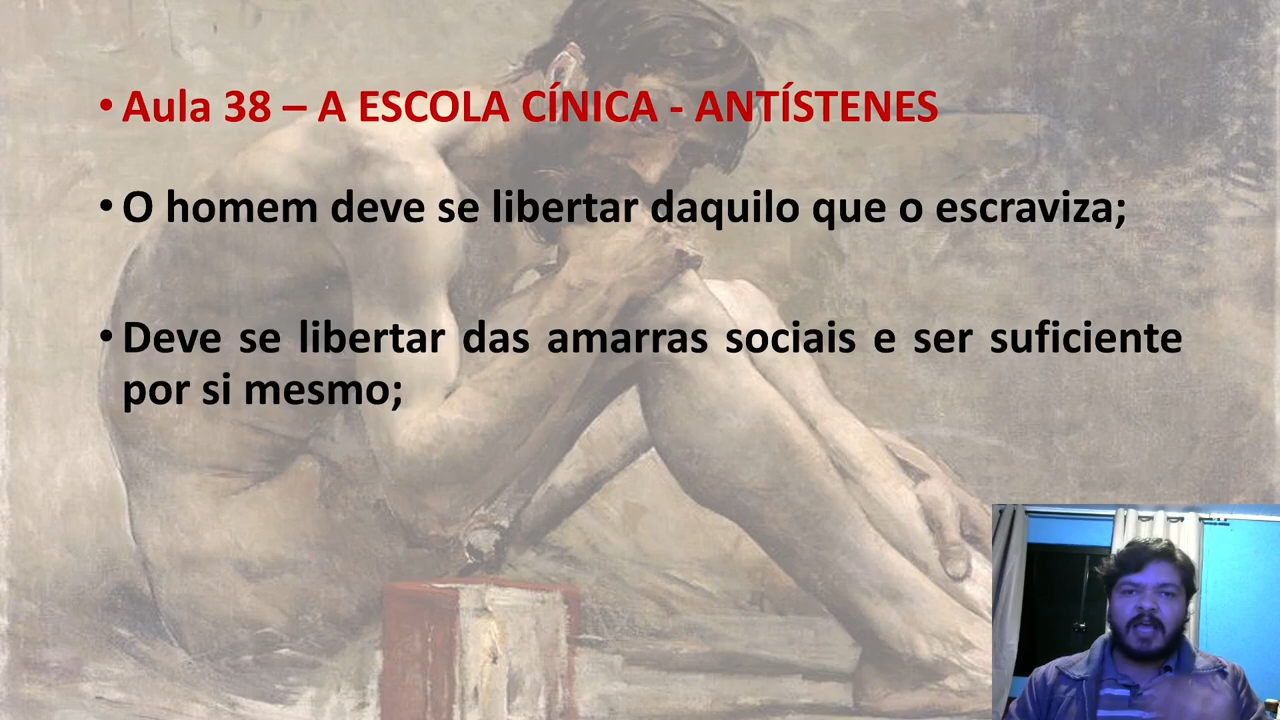 • Aula 38 – A ESCOLA CÍNICA - ANTÍSTENES
• O homem deve se libertar daquilo que o escraviza;
• Deve se libertar das amarras sociais e ser suficiente
por si mesmo;